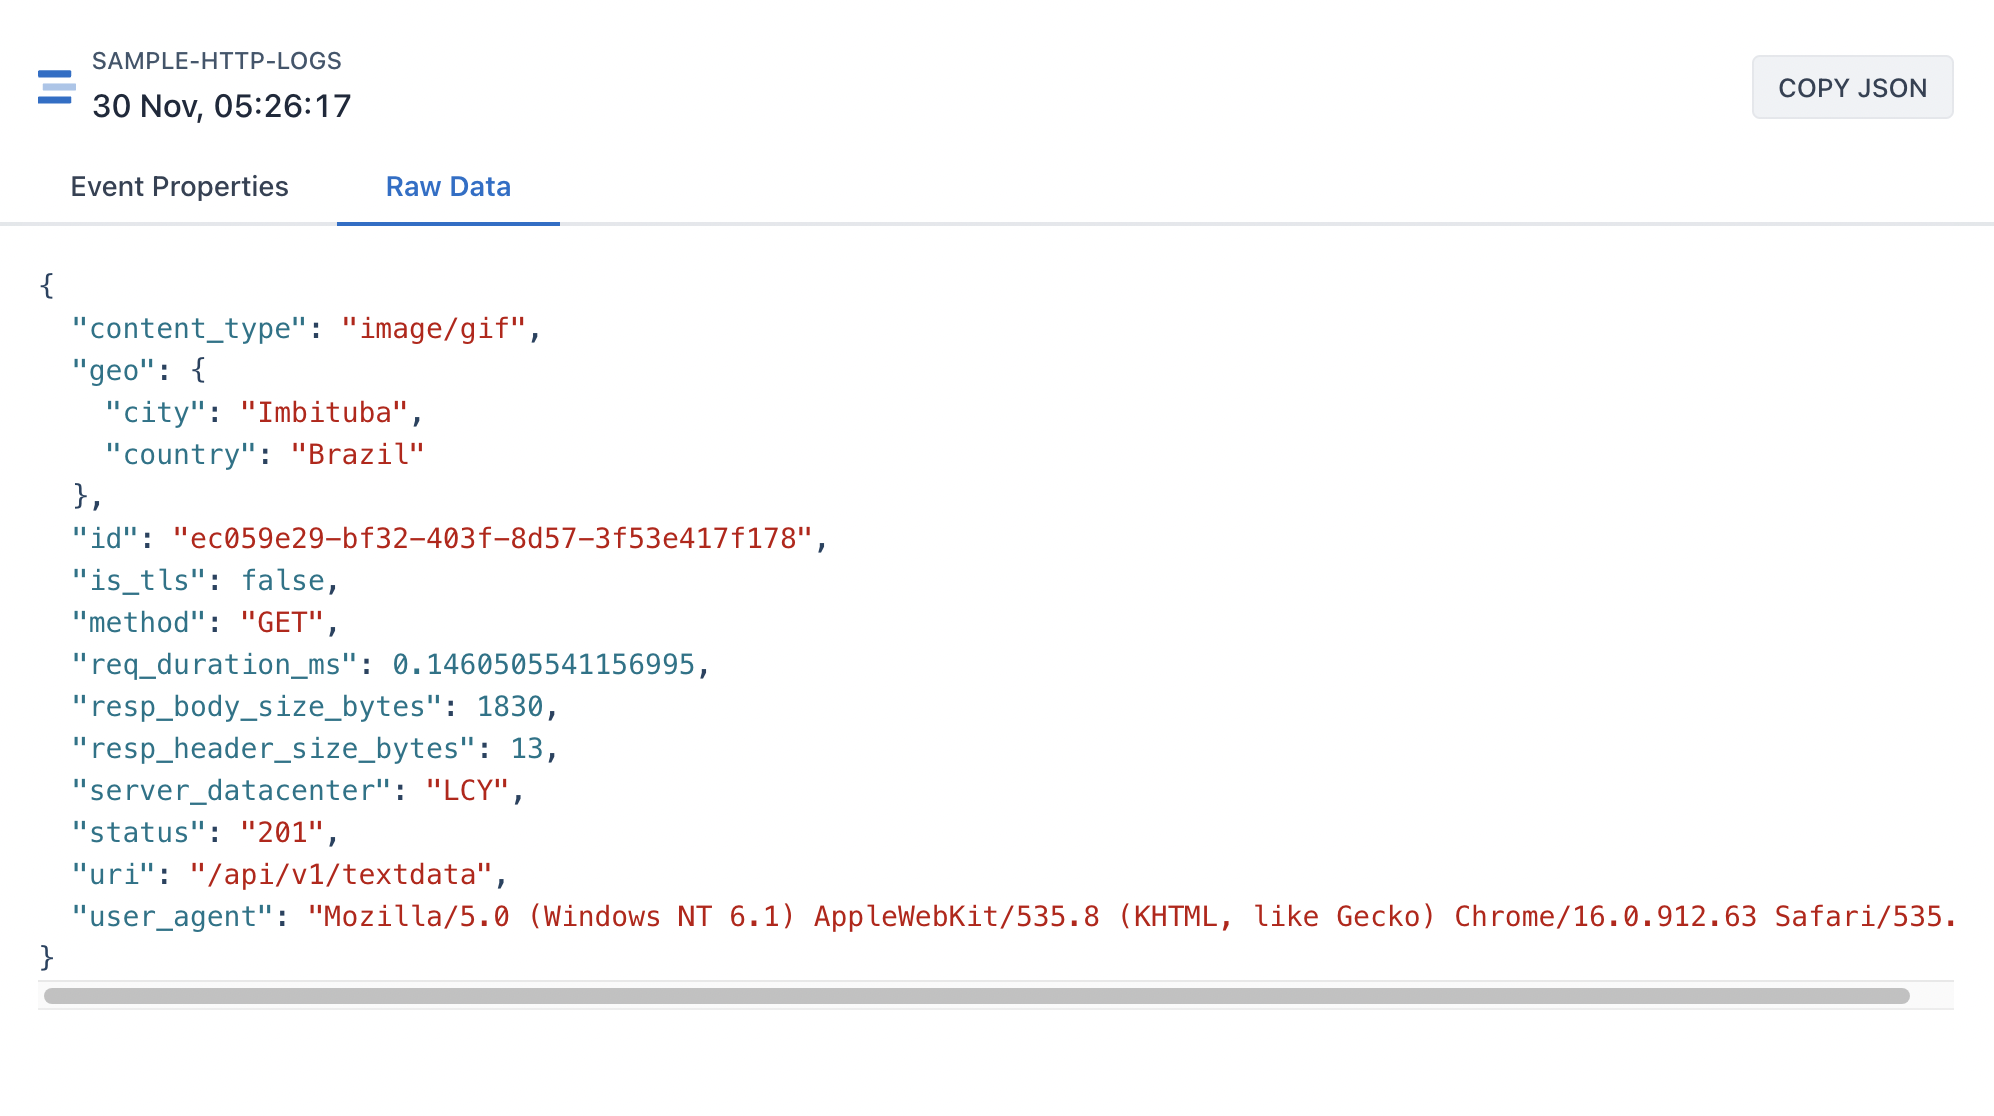 SAMPLE-HTTP-LOGS
30 Nov, 05:26:17
COPY JSON
Event Properties
Raw Data
{
  "content_type": "image/gif",
  "geo": {
    "city": "Imbituba",
    "country": "Brazil"
  },
  "id": "ec059e29-bf32-403f-8d57-3f53e417f178",
  "is_tls": false,
  "method": "GET",
  "req_duration_ms": 0.1460505541156995,
  "resp_body_size_bytes": 1830,
  "resp_header_size_bytes": 13,
  "server_datacenter": "LCY",
  "status": "201",
  "uri": "/api/v1/textdata",
  "user_agent": "Mozilla/5.0 (Windows NT 6.1) AppleWebKit/535.8 (KHTML, like Gecko) Chrome/16.0.912.63 Safari/535.
}